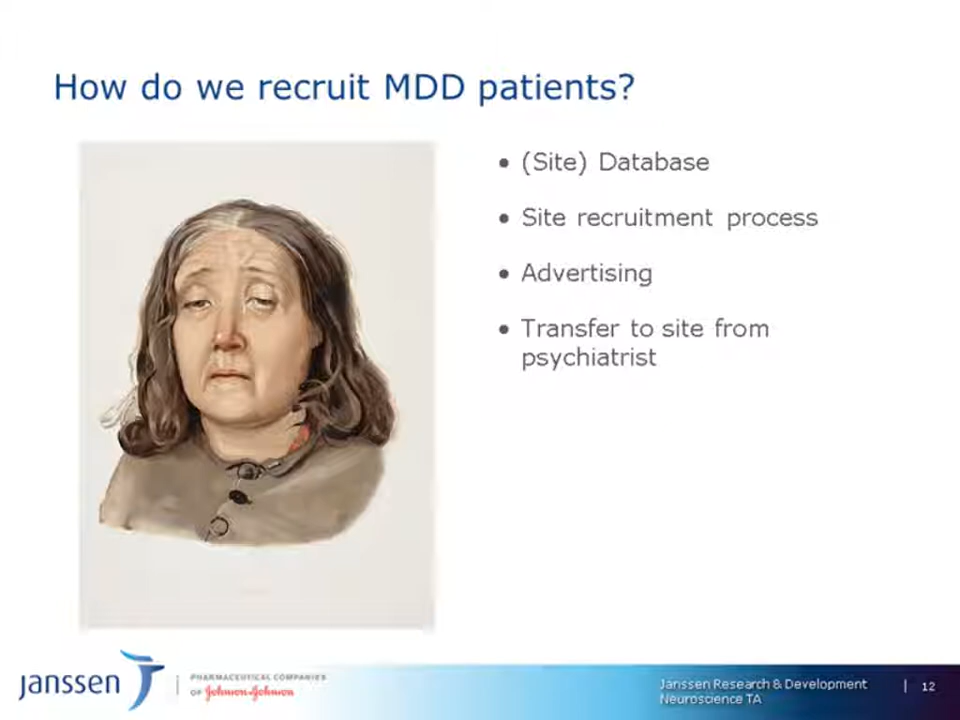 How do we recruit MDD patients?
• (Site) Database
• Site recruitment process
• Advertising
• Transfer to site from
psychiatrist
janssen
PHARMACEUTICAL COMPANIES
OF Johnson & Johnson
Janssen Research & Development
Neuroscience TA
| 12